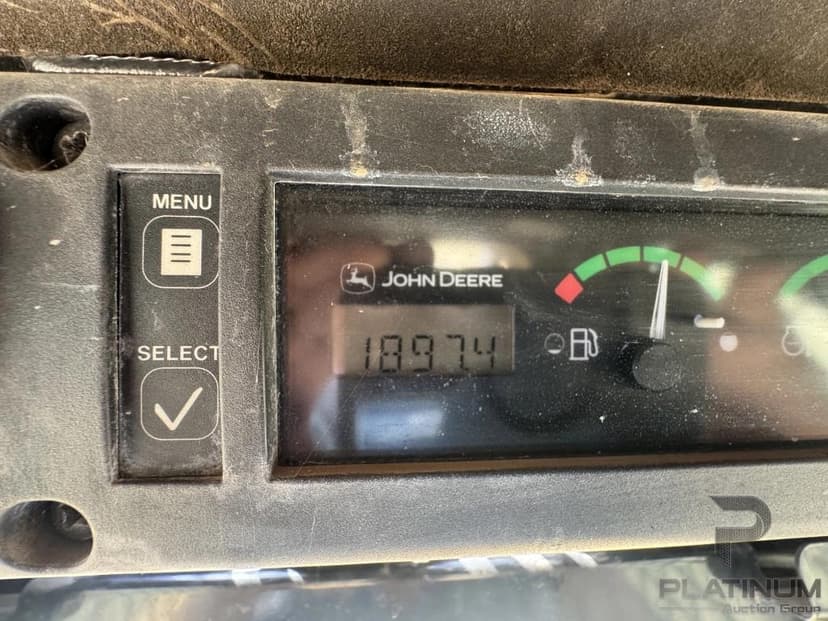 MENU
SELECT
JOHN DEERE
1897.4
PLATINUM
Auction Group